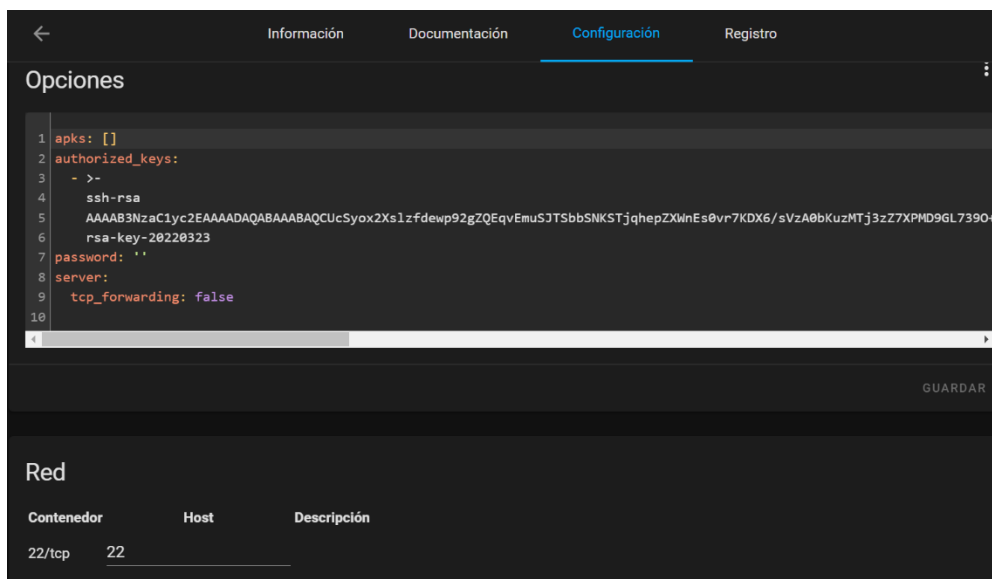 Información Documentación Configuración Registro
Opciones
1 apks: []
2 authorized_keys:
3 - >-
4 ssh-rsa
5 AAAAB3NzaC1yc2EAAAADAQABAAABAQCUcSyox2Xslzfdewp92gZQEqvEmuSJTSbbSNKSTjqhepZXWnEs0vr7KDX6/sVzA0bKuzMTj3zZ7XPMD9GL739O+
6 rsa-key-20220323
7 password: ''
8 server:
9 tcp_forwarding: false
10
GUARDAR
Red
Contenedor Host Descripción
22/tcp 22